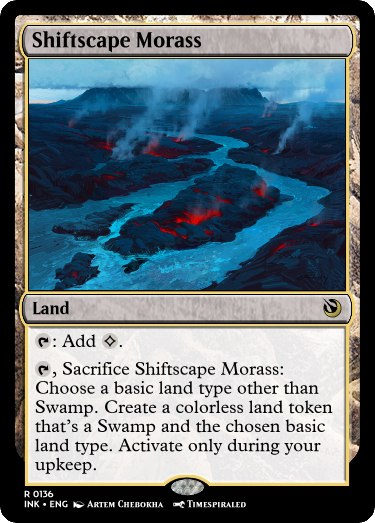 Shiftscape Morass
Land
: Add .
, Sacrifice Shiftscape Morass:
Choose a basic land type other than
Swamp. Create a colorless land token
that's a Swamp and the chosen basic
land type. Activate only during your
upkeep.
R 0136
INK • ENG Artem Chebokha Timespiraled